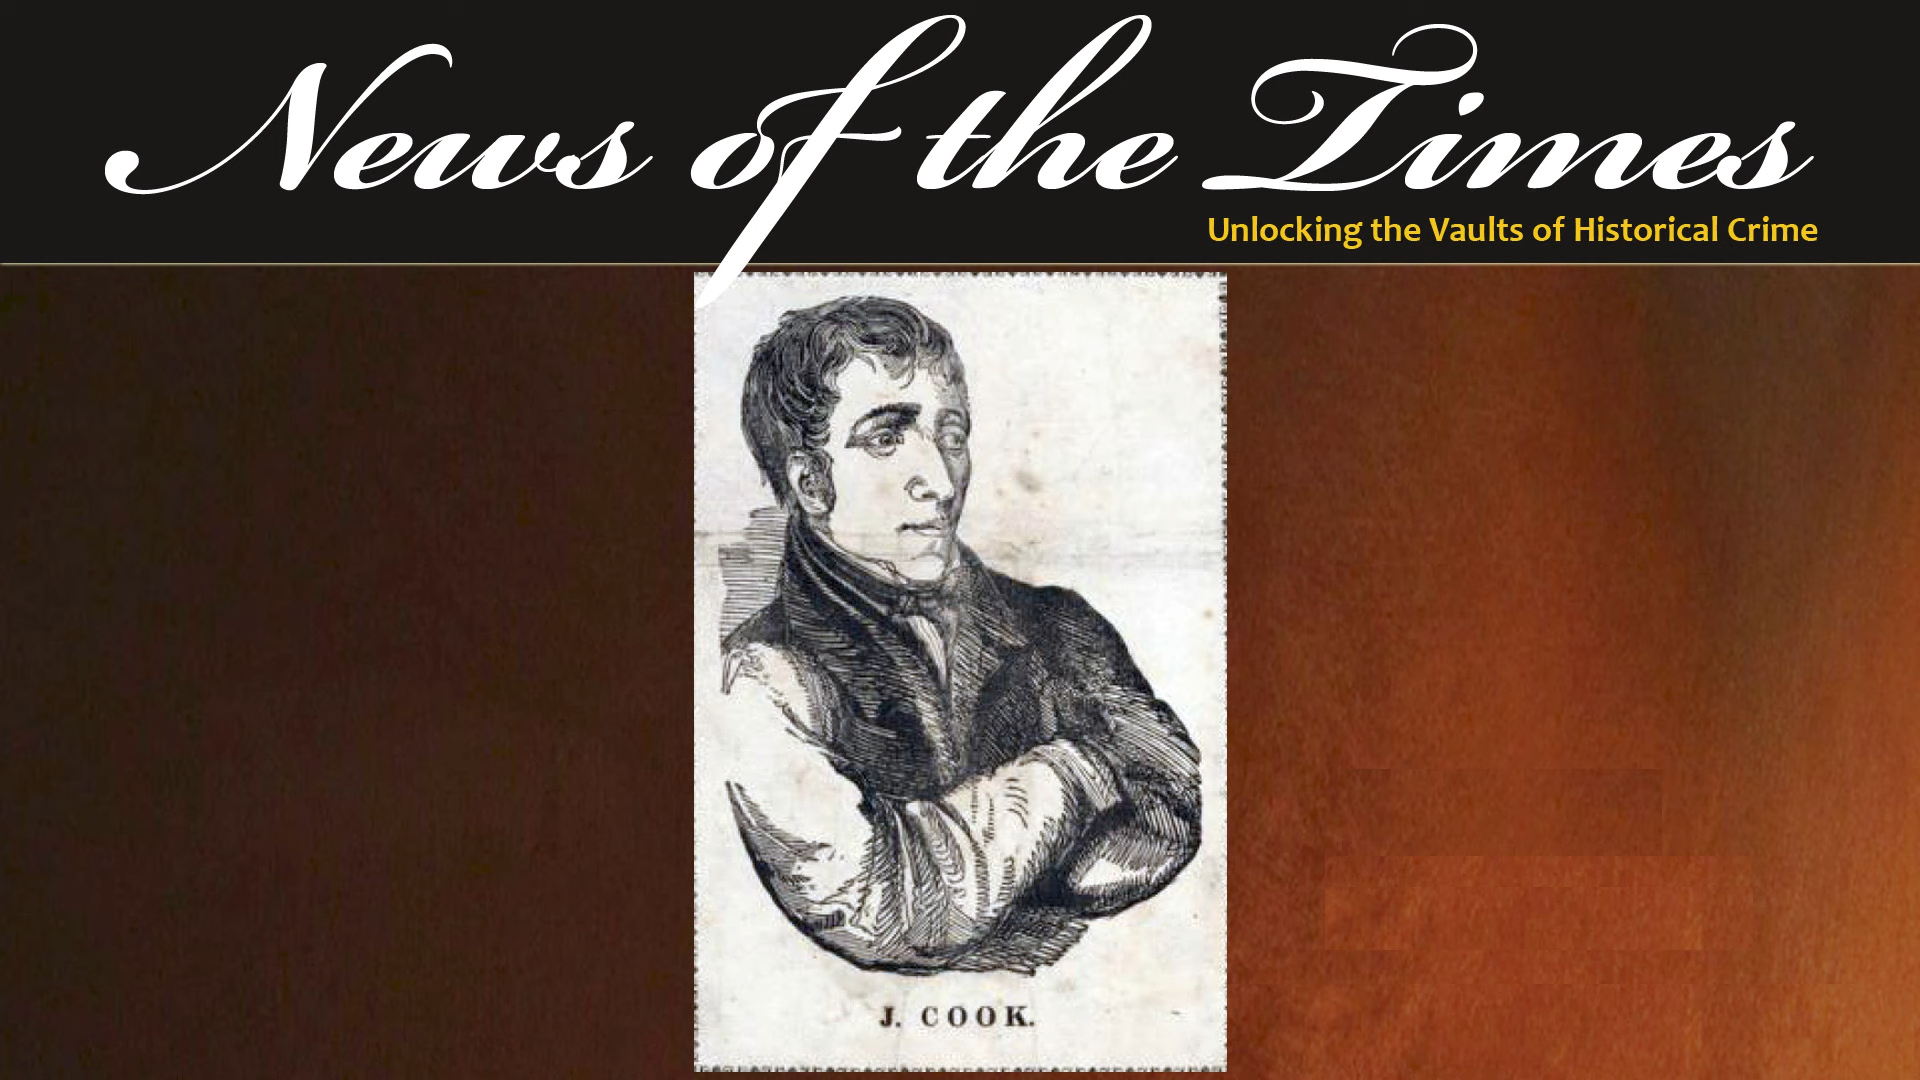 News of the Times
Unlocking the Vaults of Historical Crime
J. COOK.